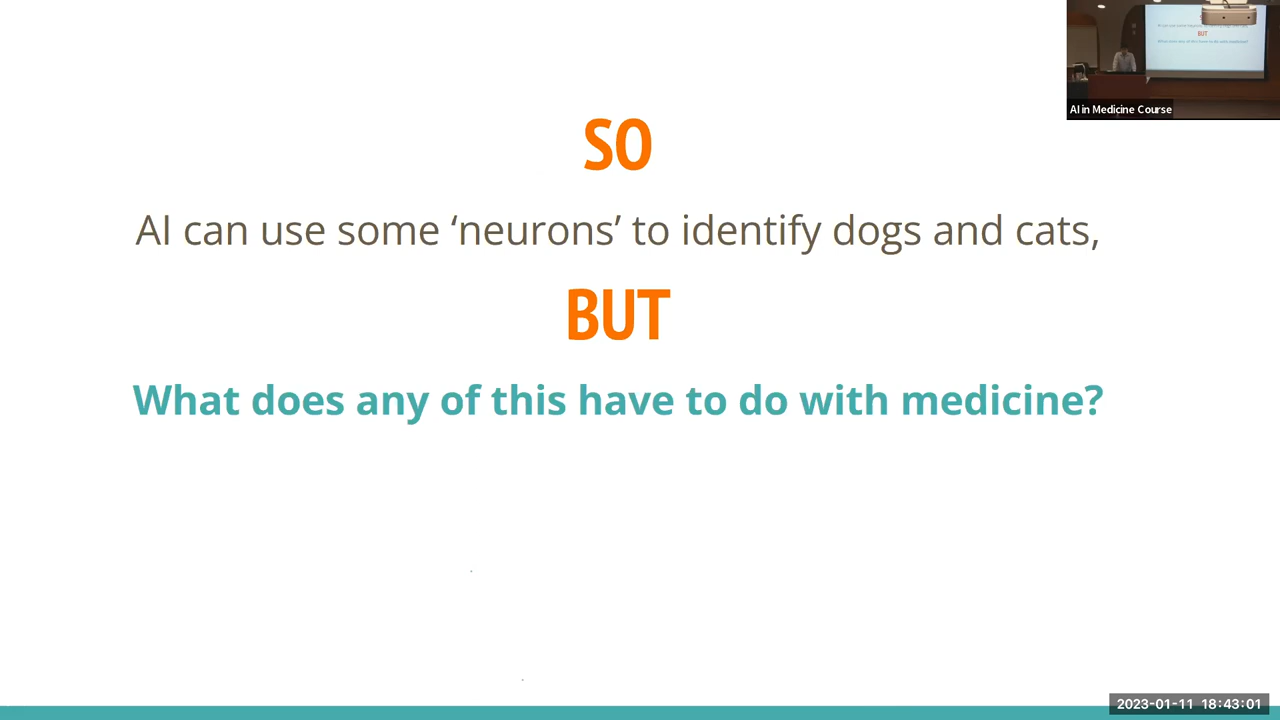 SO
AI can use some ‘neurons’ to identify dogs and cats,
BUT
What does any of this have to do with medicine?
AI in Medicine Course
BUT
2023-01-11 18:43:01